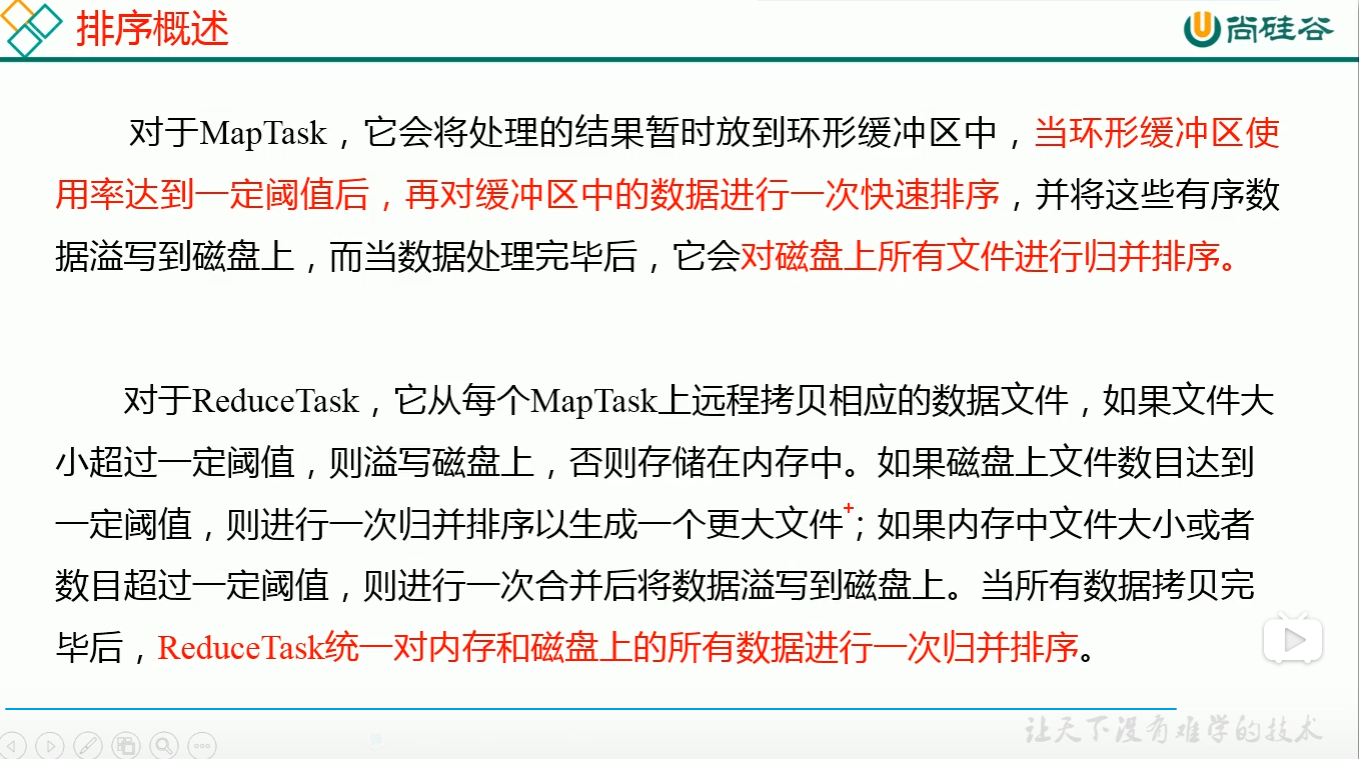 排序概述
尚硅谷
对于MapTask，它会将处理的结果暂时放到环形缓冲区中，当环形缓冲区使
用率达到一定阈值后，再对缓冲区中的数据进行一次快速排序，并将这些有序数
据溢写到磁盘上，而当数据处理完毕后，它会对磁盘上所有文件进行归并排序。
对于ReduceTask，它从每个MapTask上远程拷贝相应的数据文件，如果文件大
小超过一定阈值，则溢写磁盘上，否则存储在内存中。如果磁盘上文件数目达到
一定阈值，则进行一次归并排序以生成一个更大文件；如果内存中文件大小或者
数目超过一定阈值，则进行一次合并后将数据溢写到磁盘上。当所有数据拷贝完
毕后，ReduceTask统一对内存和磁盘上的所有数据进行一次归并排序。
让天下没有难学的技术